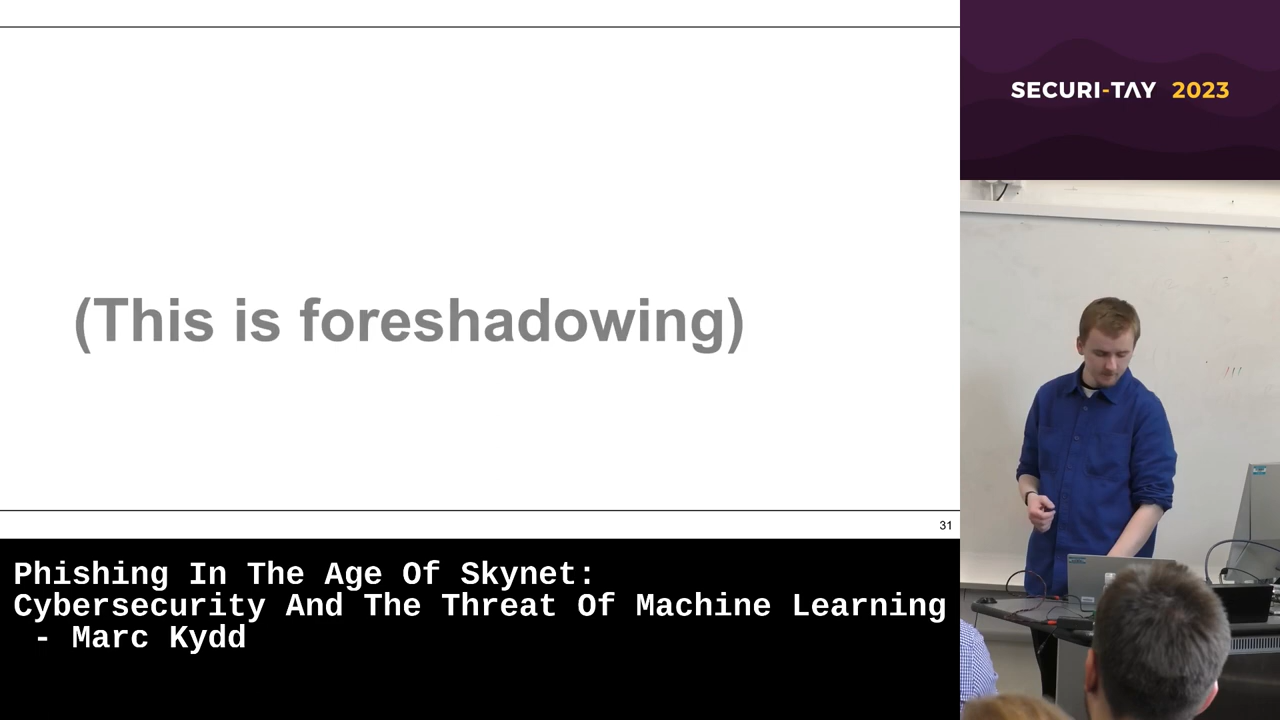 (This is foreshadowing)
31
SECURI-TAY 2023
Phishing In The Age Of Skynet:
Cybersecurity And The Threat Of Machine Learning
- Marc Kydd